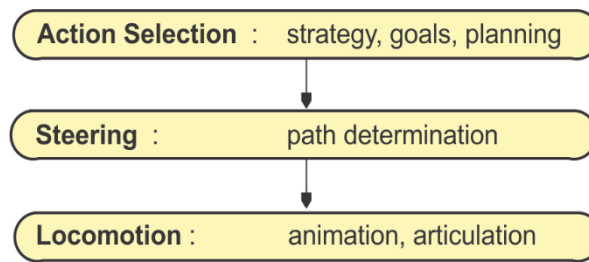 Action Selection : strategy, goals, planning
Steering : path determination
Locomotion : animation, articulation